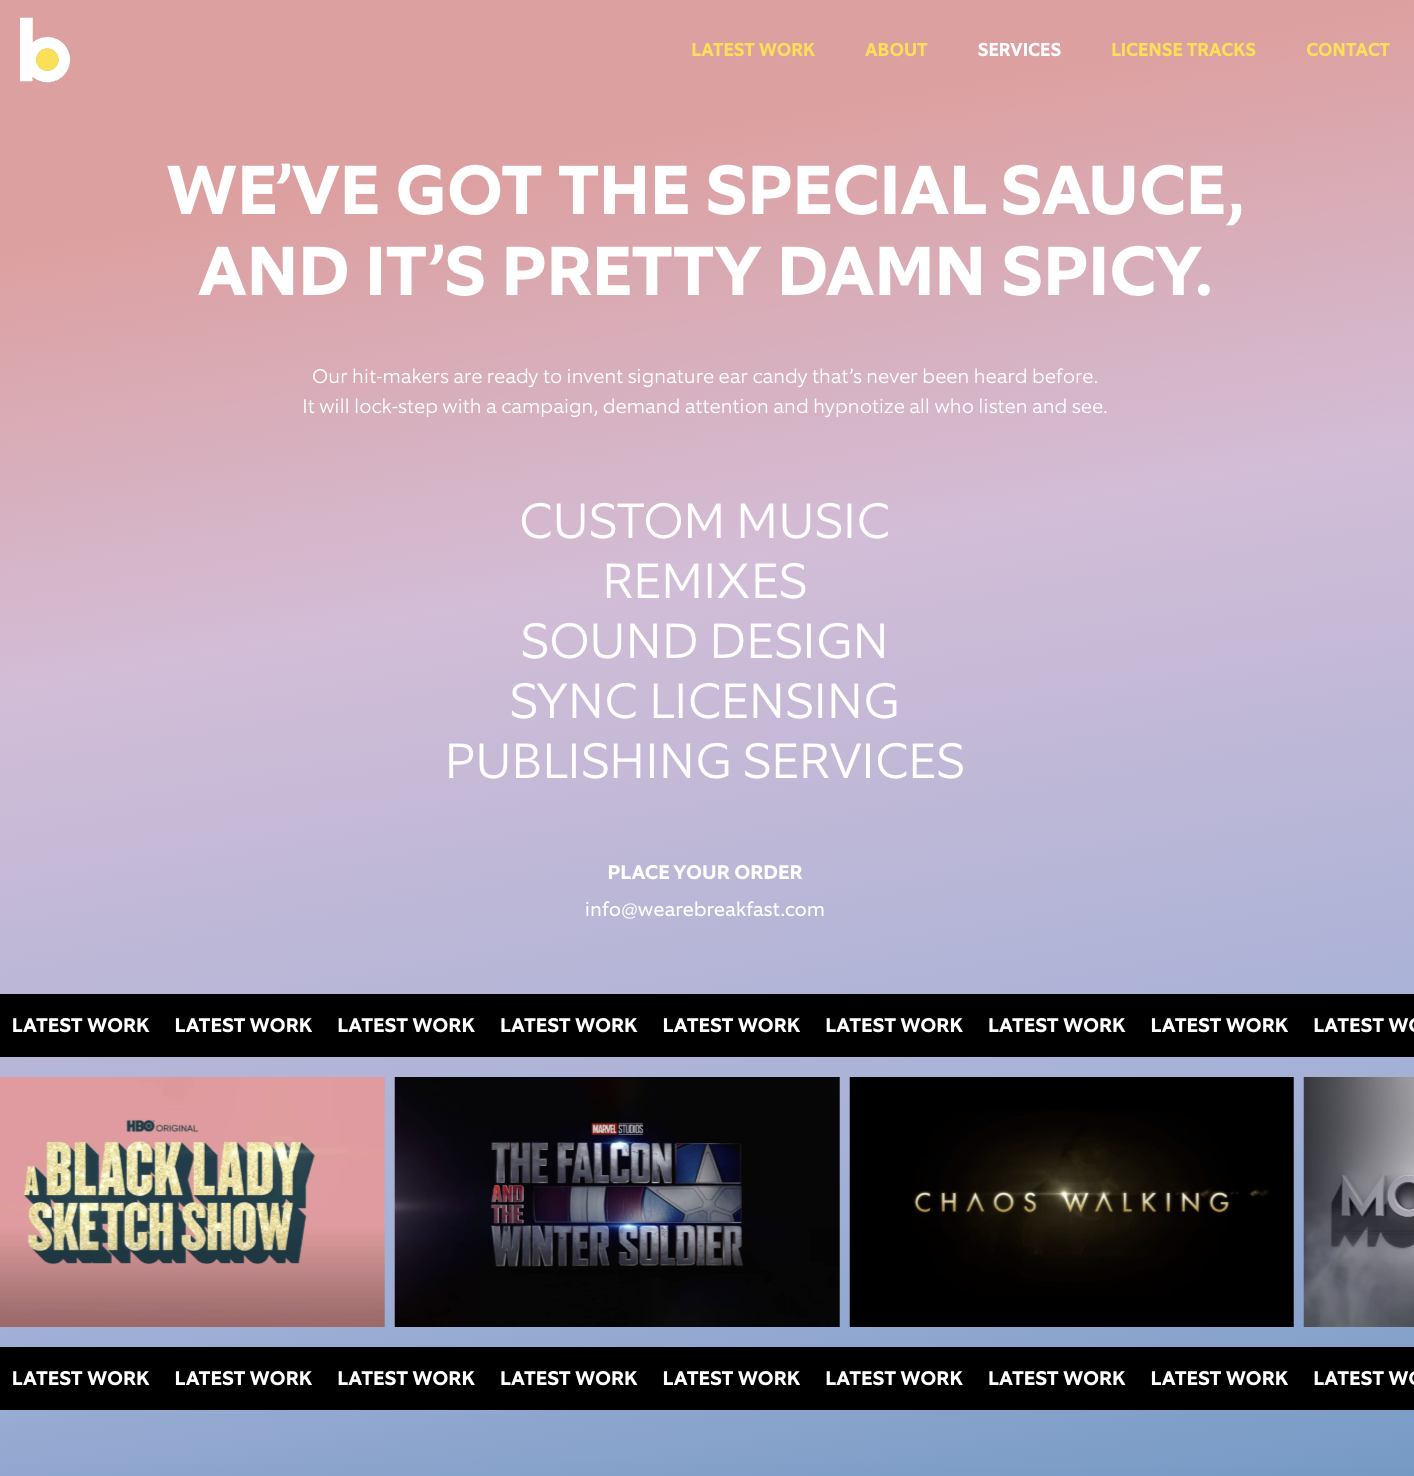 b
LATEST WORK ABOUT SERVICES LICENSE TRACKS CONTACT
WE’VE GOT THE SPECIAL SAUCE,
AND IT’S PRETTY DAMN SPICY.
Our hit-makers are ready to invent signature ear candy that’s never been heard before.
It will lock-step with a campaign, demand attention and hypnotize all who listen and see.
CUSTOM MUSIC
REMIXES
SOUND DESIGN
SYNC LICENSING
PUBLISHING SERVICES
PLACE YOUR ORDER
info@wearebreakfast.com
LATEST WORK LATEST WORK LATEST WORK LATEST WORK LATEST WORK LATEST WORK LATEST WORK LATEST WORK LATEST
HBO ORIGINAL
A BLACK LADY
SKETCH SHOW
MARVEL STUDIOS
THE FALCON
AND THE
WINTER SOLDIER
CHAOS WALKING
LATEST WORK LATEST WORK LATEST WORK LATEST WORK LATEST WORK LATEST WORK LATEST WORK LATEST WORK LATEST